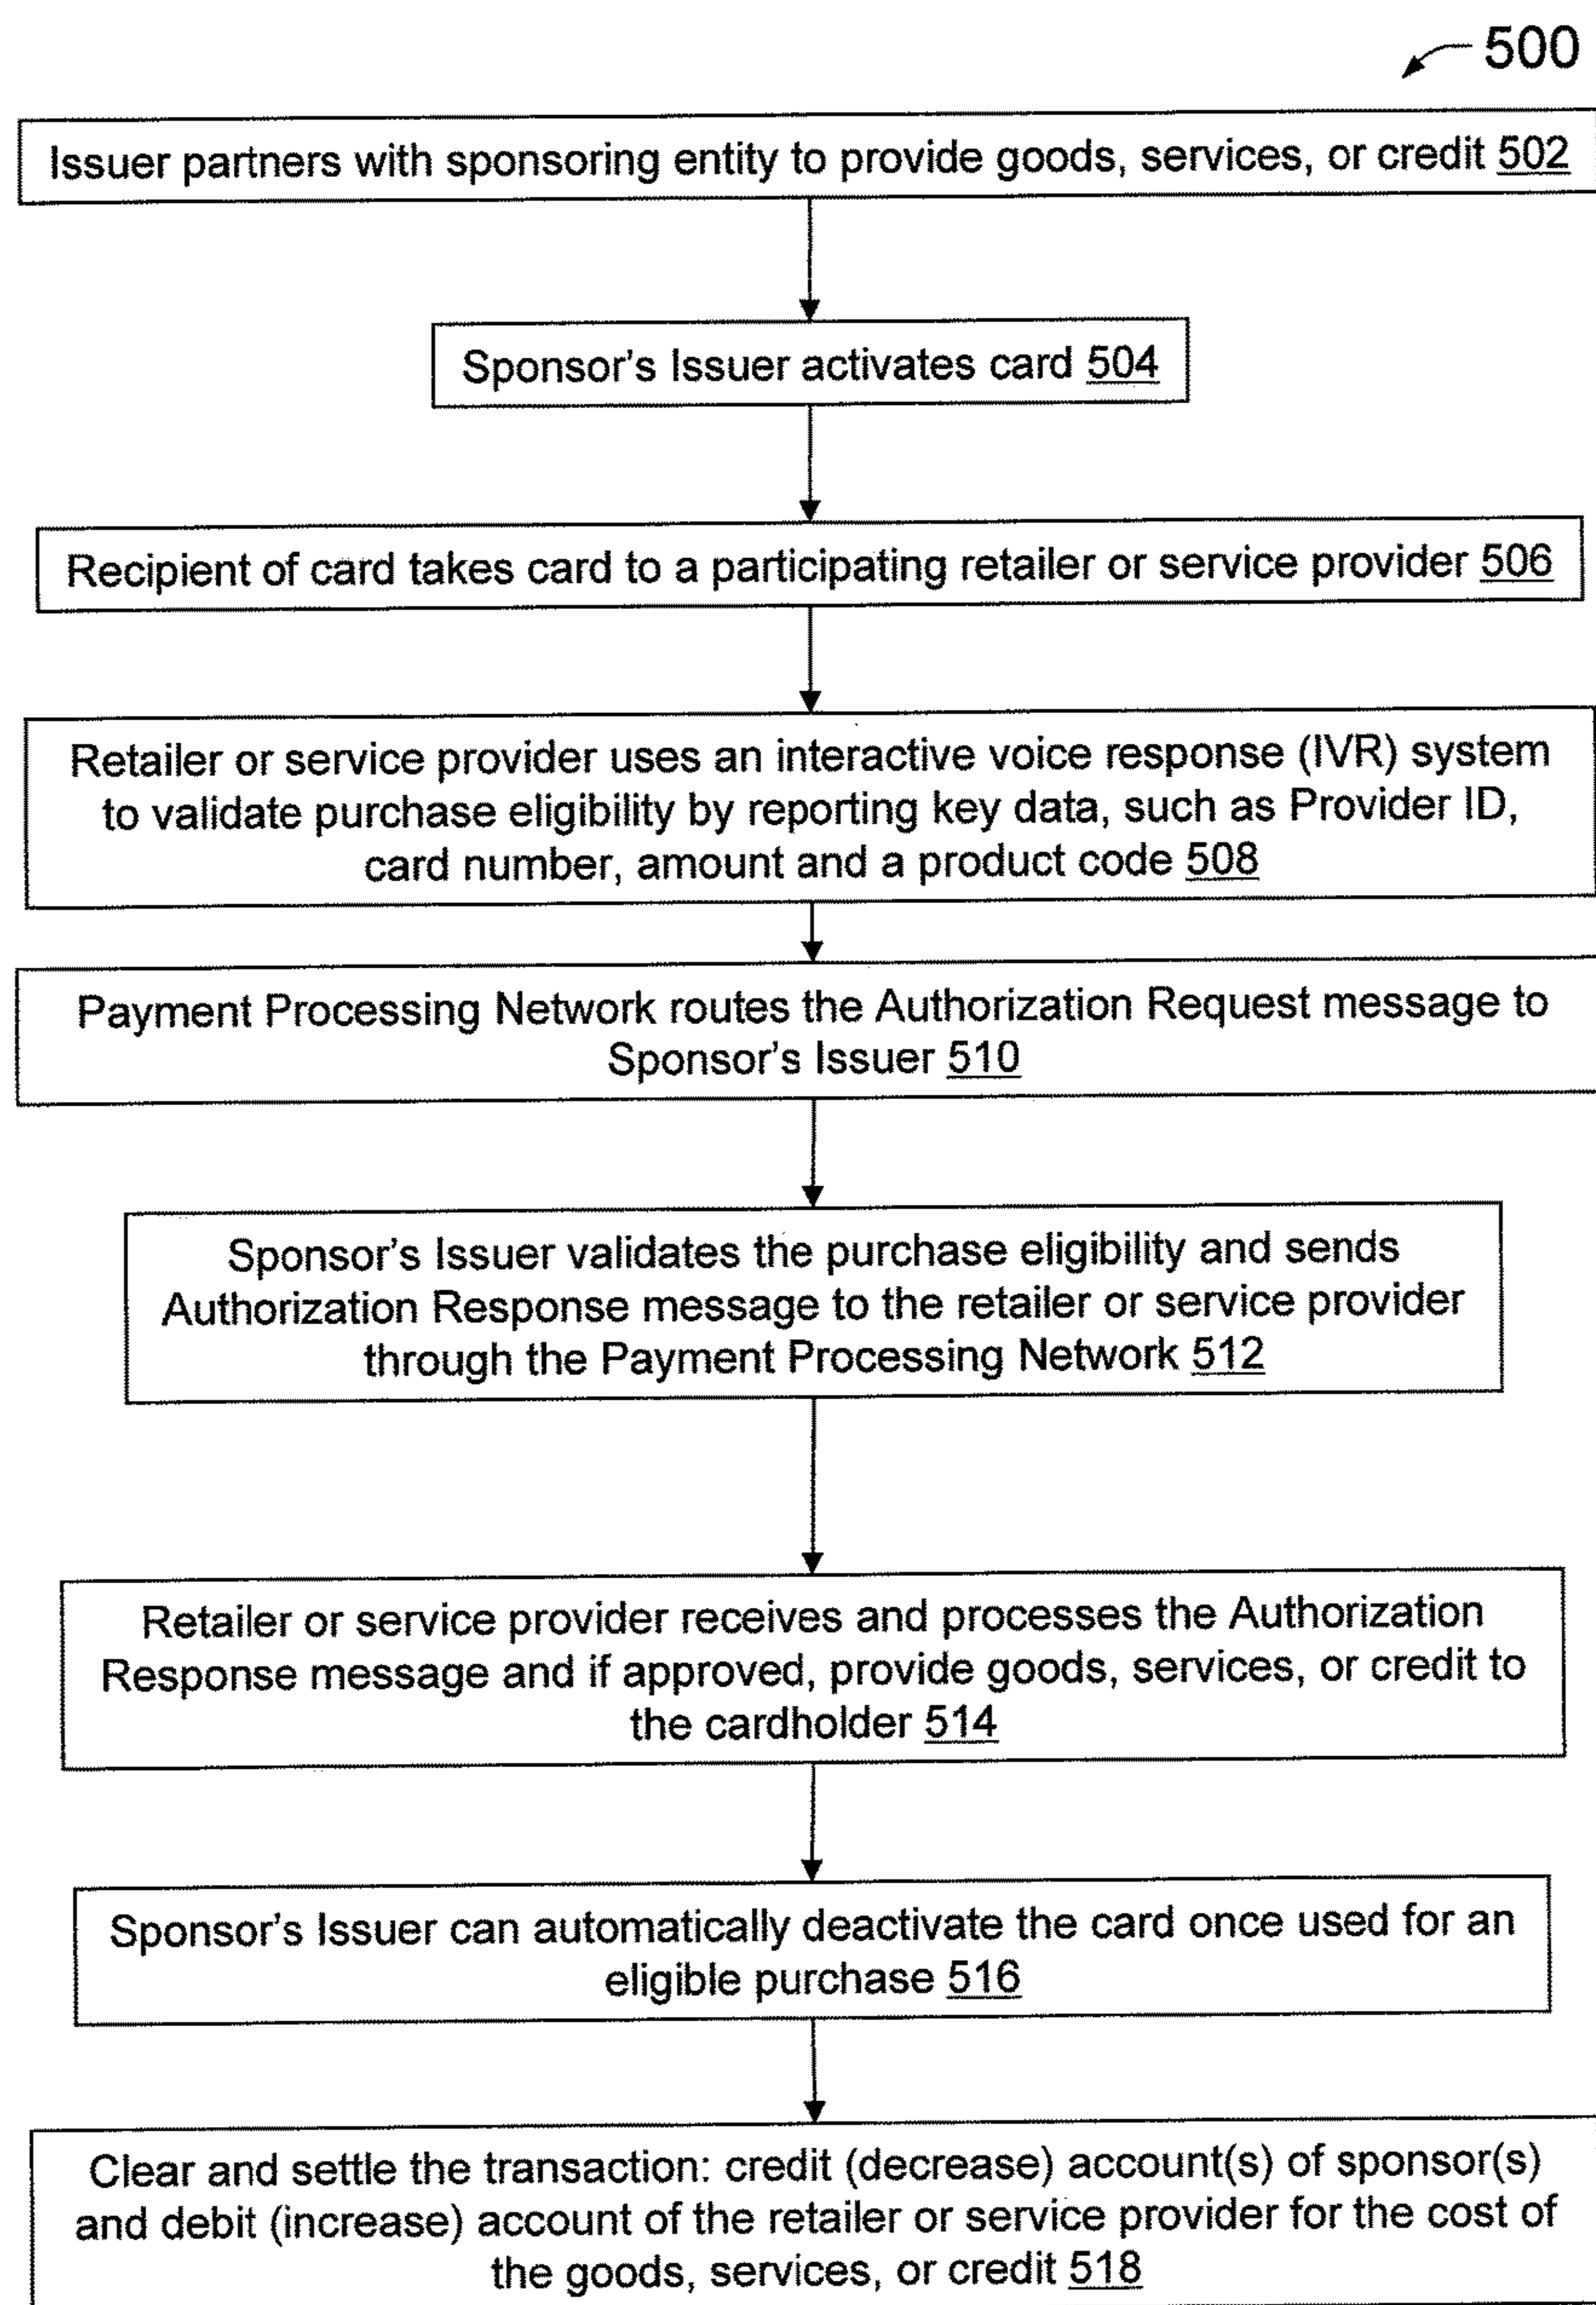 500
Issuer partners with sponsoring entity to provide goods, services, or credit 502
Sponsor's Issuer activates card 504
Recipient of card takes card to a participating retailer or service provider 506
Retailer or service provider uses an interactive voice response (IVR) system
to validate purchase eligibility by reporting key data, such as Provider ID,
card number, amount and a product code 508
Payment Processing Network routes the Authorization Request message to
Sponsor's Issuer 510
Sponsor's Issuer validates the purchase eligibility and sends
Authorization Response message to the retailer or service provider
through the Payment Processing Network 512
Retailer or service provider receives and processes the Authorization
Response message and if approved, provide goods, services, or credit to
the cardholder 514
Sponsor's Issuer can automatically deactivate the card once used for an
eligible purchase 516
Clear and settle the transaction: credit (decrease) account(s) of sponsor(s)
and debit (increase) account of the retailer or service provider for the cost of
the goods, services, or credit 518